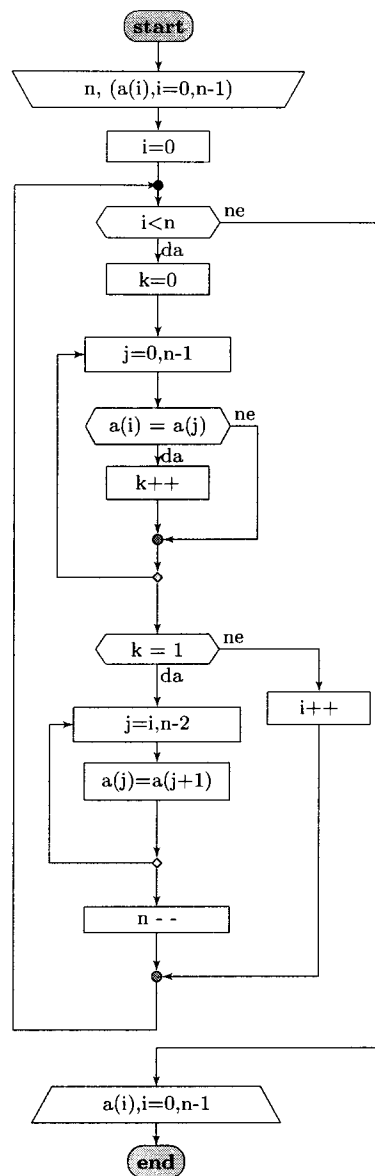 start
n, (a(i),i=0,n-1)
i=0
i<n
ne
da
k=0
j=0,n-1
a(i) = a(j)
ne
da
k++
k = 1
ne
da
i++
j=i,n-2
a(j)=a(j+1)
n - -
a(i),i=0,n-1
end